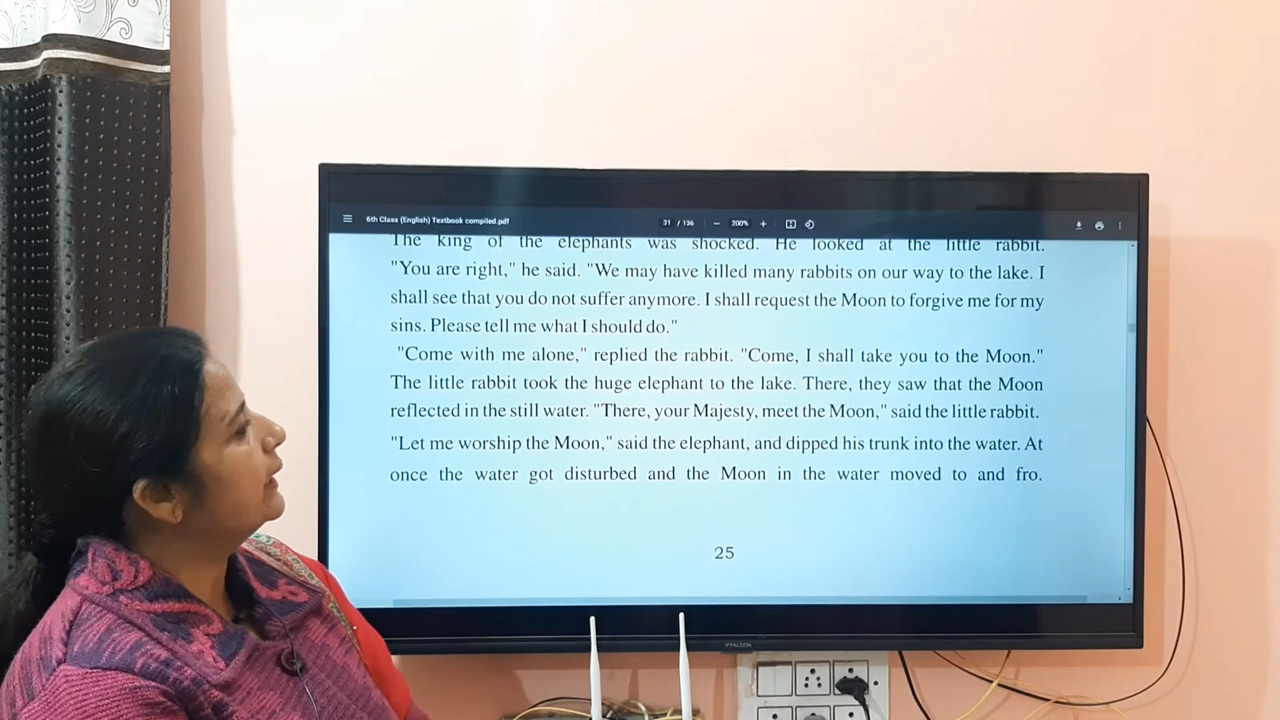 6th Class (English) Textbook compiled.pdf
31 / 136
200%
The king of the elephants was shocked. He looked at the little rabbit.
"You are right," he said. "We may have killed many rabbits on our way to the lake. I
shall see that you do not suffer anymore. I shall request the Moon to forgive me for my
sins. Please tell me what I should do."
"Come with me alone," replied the rabbit. "Come, I shall take you to the Moon."
The little rabbit took the huge elephant to the lake. There, they saw that the Moon
reflected in the still water. "There, your Majesty, meet the Moon," said the little rabbit.
"Let me worship the Moon," said the elephant, and dipped his trunk into the water. At
once the water got disturbed and the Moon in the water moved to and fro.
25
iFFALCON